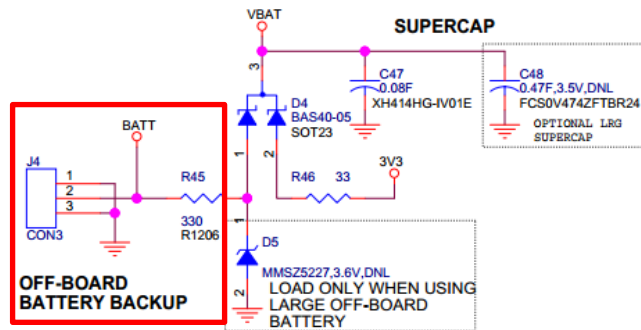 VBAT
SUPERCAP
3
C47
0.08F
XH414HG-IV01E
C48
0.47F,3.5V,DNL
FCS0V474ZFTBR24
OPTIONAL LRG
SUPERCAP
D4
BAS40-05
SOT23
1
2
BATT
J4
1
2
3
CON3
R45
330
R1206
R46
33
3V3
1
D5
MMSZ5227,3.6V,DNL
2
LOAD ONLY WHEN USING
LARGE OFF-BOARD
BATTERY
OFF-BOARD
BATTERY BACKUP